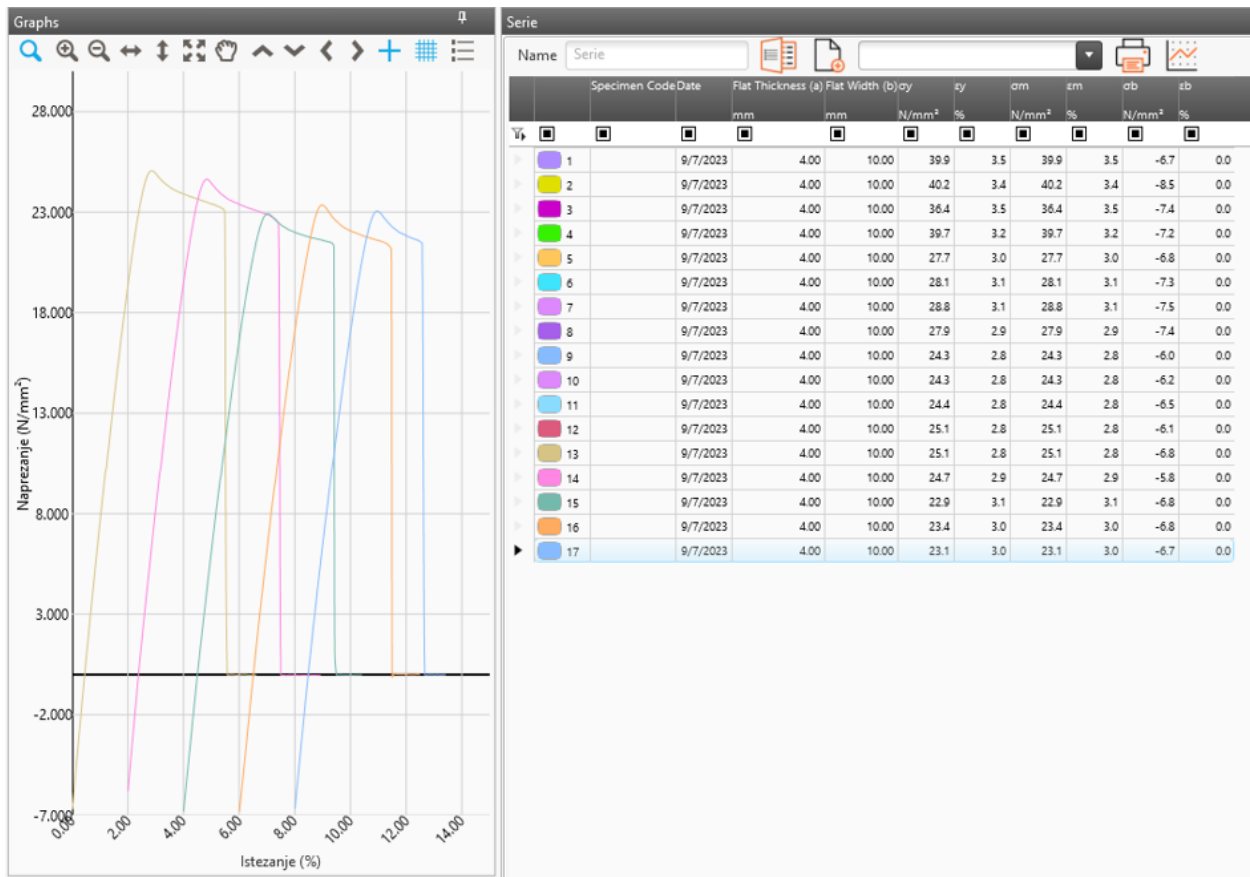 Graphs
28.000
23.000
18.000
13.000
8.000
3.000
-2.000
-7.000
Naprezanje (N/mm²)
0.00 2.00 4.00 6.00 8.00 10.00 12.00 14.00
Istezanje (%)
Serie
Name Serie
Specimen Code Date Flat Thickness (a) Flat Width (b) σy εy σm εm σb εb
mm mm N/mm² % N/mm² % N/mm² %
1 9/7/2023 4.00 10.00 39.9 3.5 39.9 3.5 -6.7 0.0
2 9/7/2023 4.00 10.00 40.2 3.4 40.2 3.4 -8.5 0.0
3 9/7/2023 4.00 10.00 36.4 3.5 36.4 3.5 -7.4 0.0
4 9/7/2023 4.00 10.00 39.7 3.2 39.7 3.2 -7.2 0.0
5 9/7/2023 4.00 10.00 27.7 3.0 27.7 3.0 -6.8 0.0
6 9/7/2023 4.00 10.00 28.1 3.1 28.1 3.1 -7.3 0.0
7 9/7/2023 4.00 10.00 28.8 3.1 28.8 3.1 -7.5 0.0
8 9/7/2023 4.00 10.00 27.9 2.9 27.9 2.9 -7.4 0.0
9 9/7/2023 4.00 10.00 24.3 2.8 24.3 2.8 -6.0 0.0
10 9/7/2023 4.00 10.00 24.3 2.8 24.3 2.8 -6.2 0.0
11 9/7/2023 4.00 10.00 24.4 2.8 24.4 2.8 -6.5 0.0
12 9/7/2023 4.00 10.00 25.1 2.8 25.1 2.8 -6.1 0.0
13 9/7/2023 4.00 10.00 25.1 2.8 25.1 2.8 -6.8 0.0
14 9/7/2023 4.00 10.00 24.7 2.9 24.7 2.9 -5.8 0.0
15 9/7/2023 4.00 10.00 22.9 3.1 22.9 3.1 -6.8 0.0
16 9/7/2023 4.00 10.00 23.4 3.0 23.4 3.0 -6.8 0.0
17 9/7/2023 4.00 10.00 23.1 3.0 23.1 3.0 -6.7 0.0